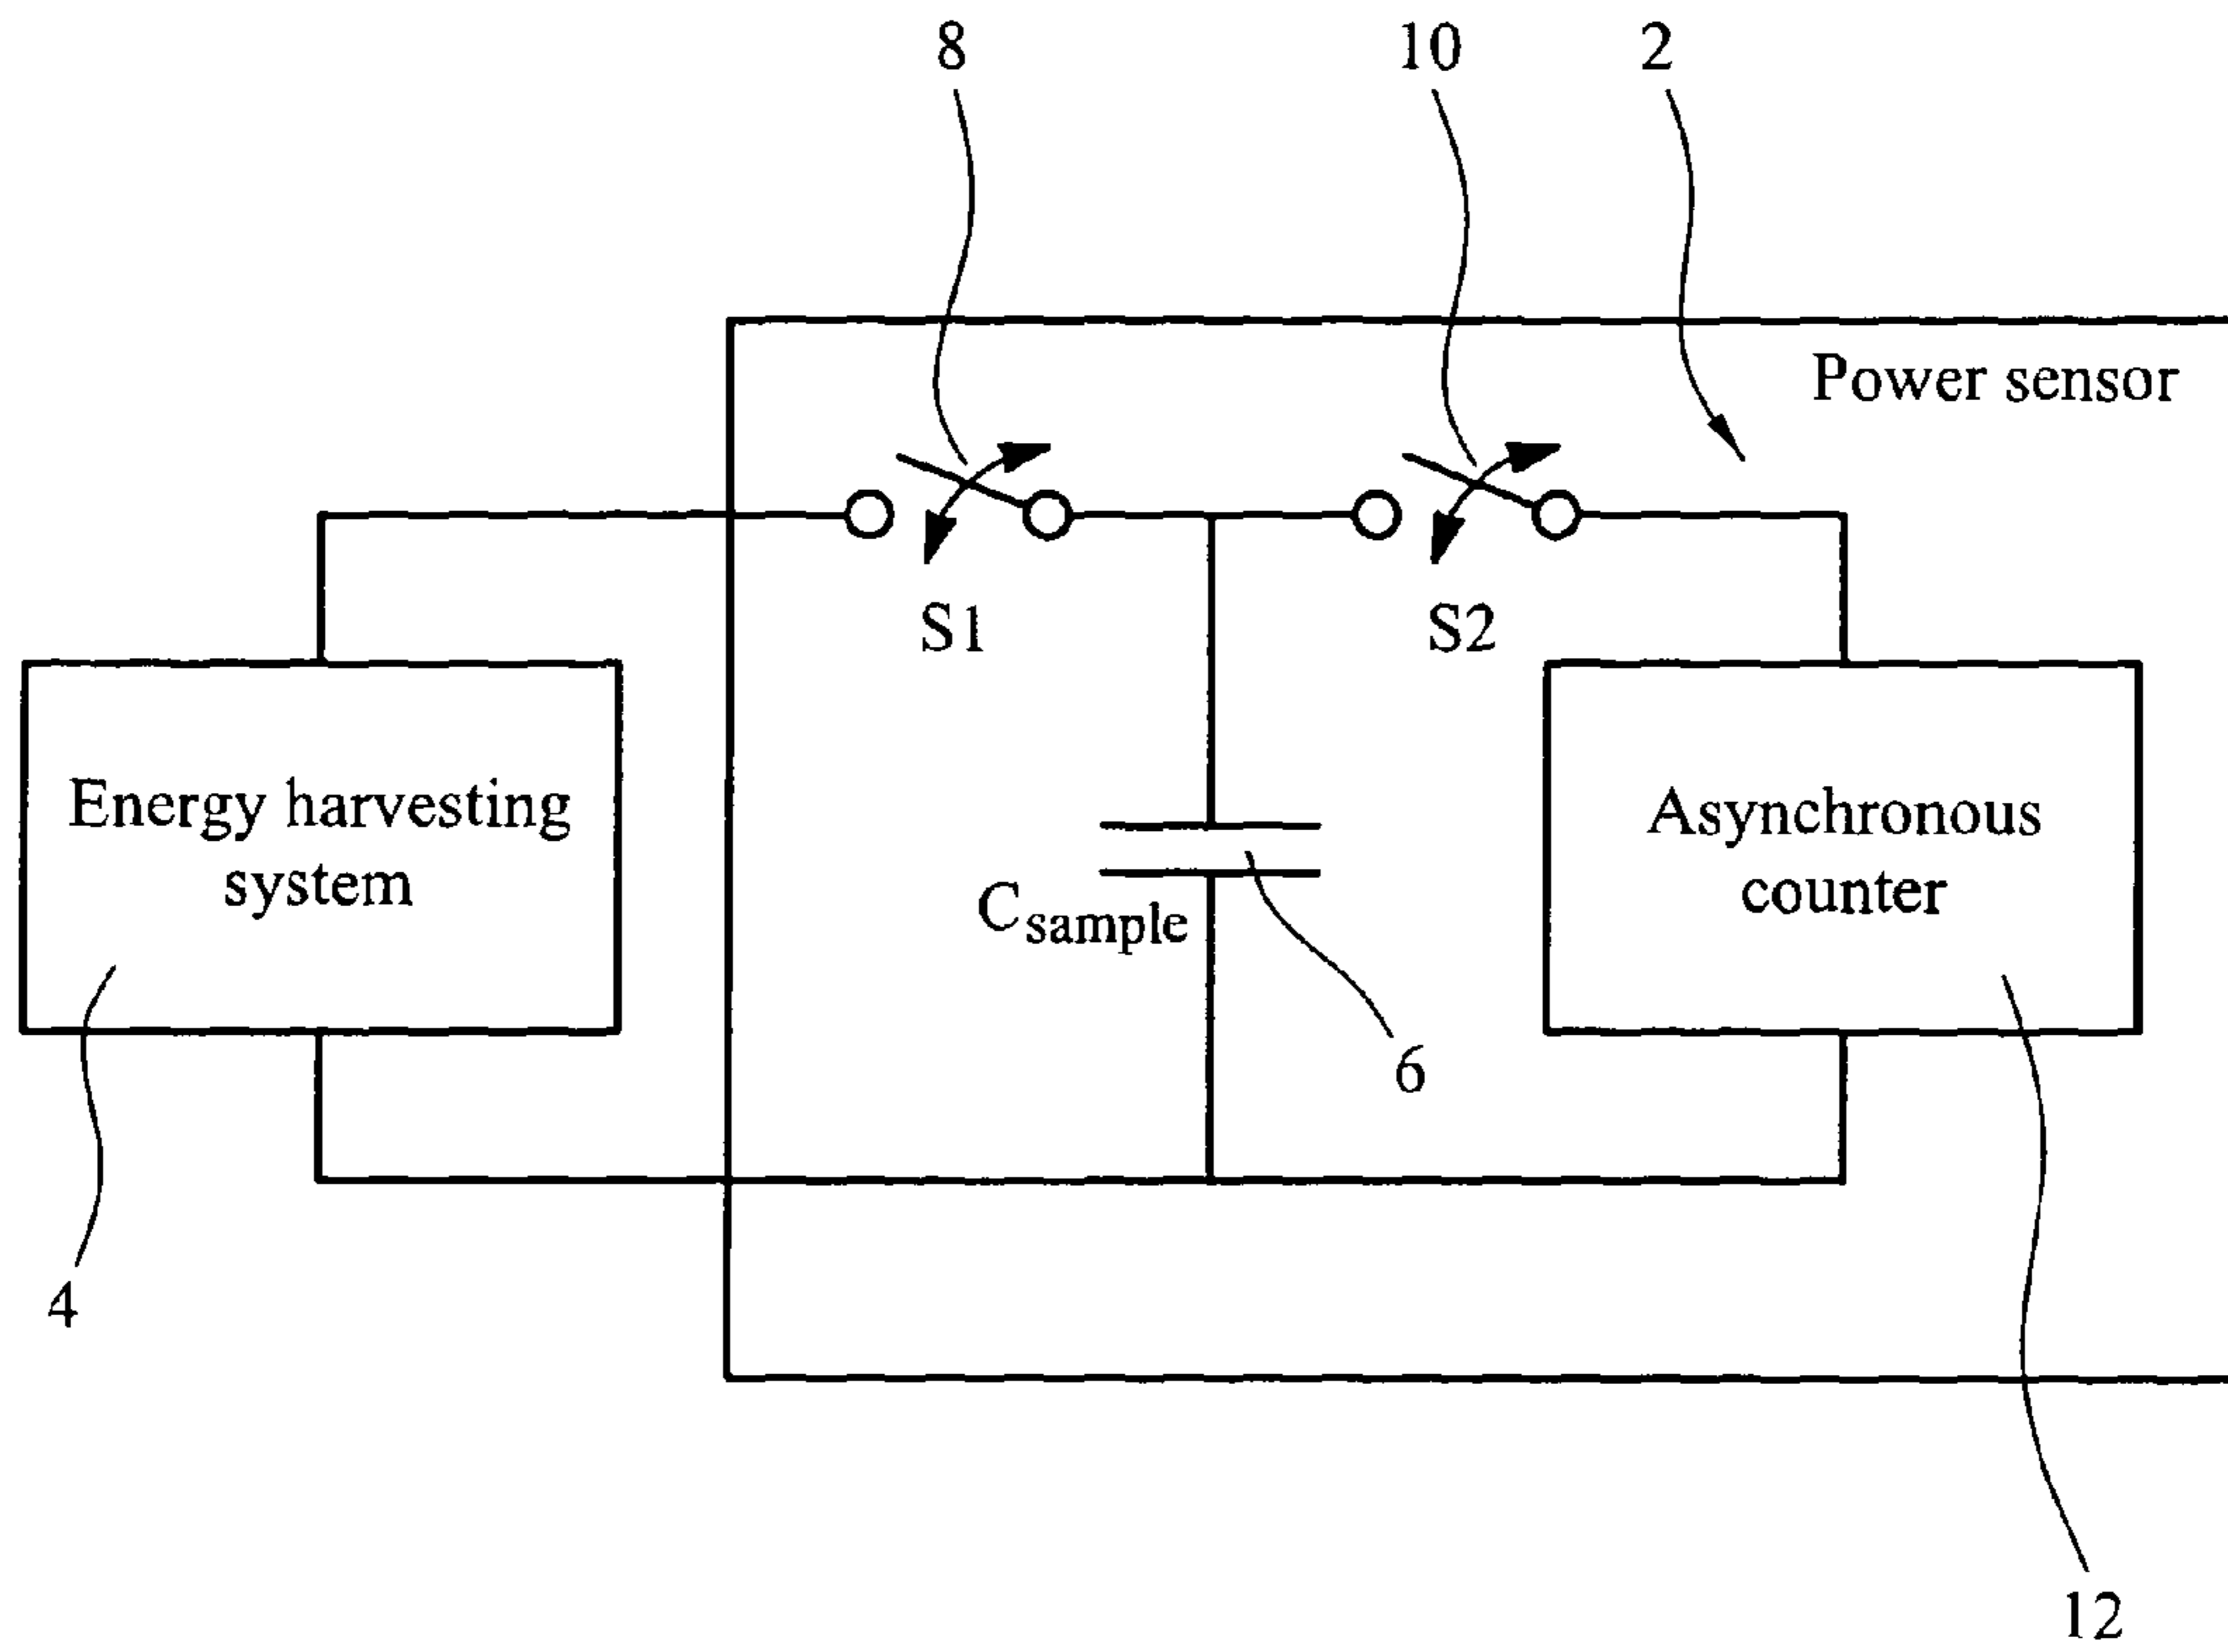 8
10
2
Power sensor
S1
S2
Energy harvesting
system
Asynchronous
counter
Csample
6
4
12